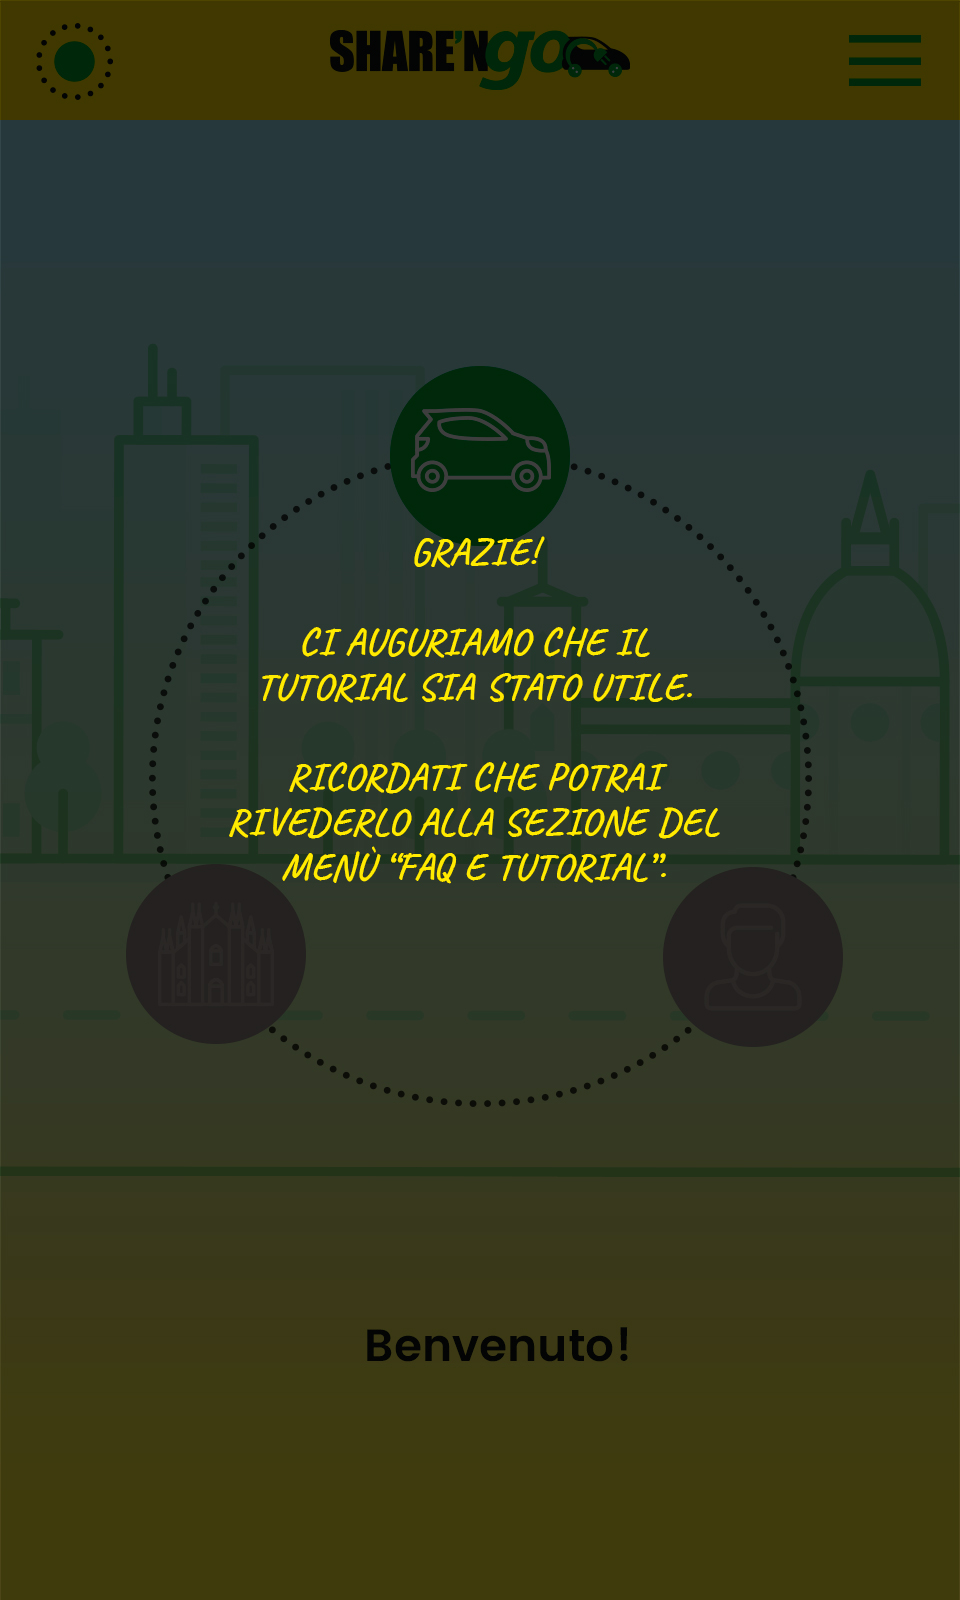 SHARE'NgO
GRAZIE!
CI AUGURIAMO CHE IL
TUTORIAL SIA STATO UTILE.
RICORDATI CHE POTRAI
RIVEDERLO ALLA SEZIONE DEL
MENÙ “FAQ E TUTORIAL”.
Benvenuto!